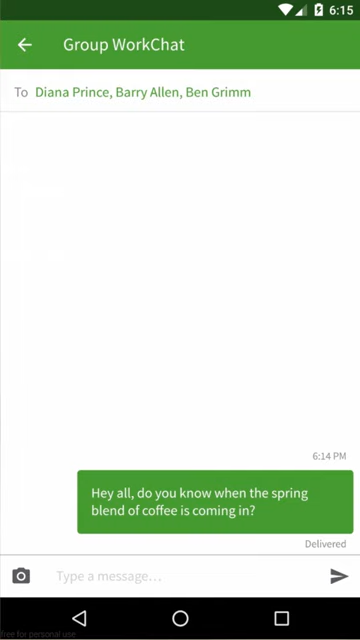 6:15
Group WorkChat
To Diana Prince, Barry Allen, Ben Grimm
6:14 PM
Hey all, do you know when the spring
blend of coffee is coming in?
Delivered
Type a message...
free for personal use